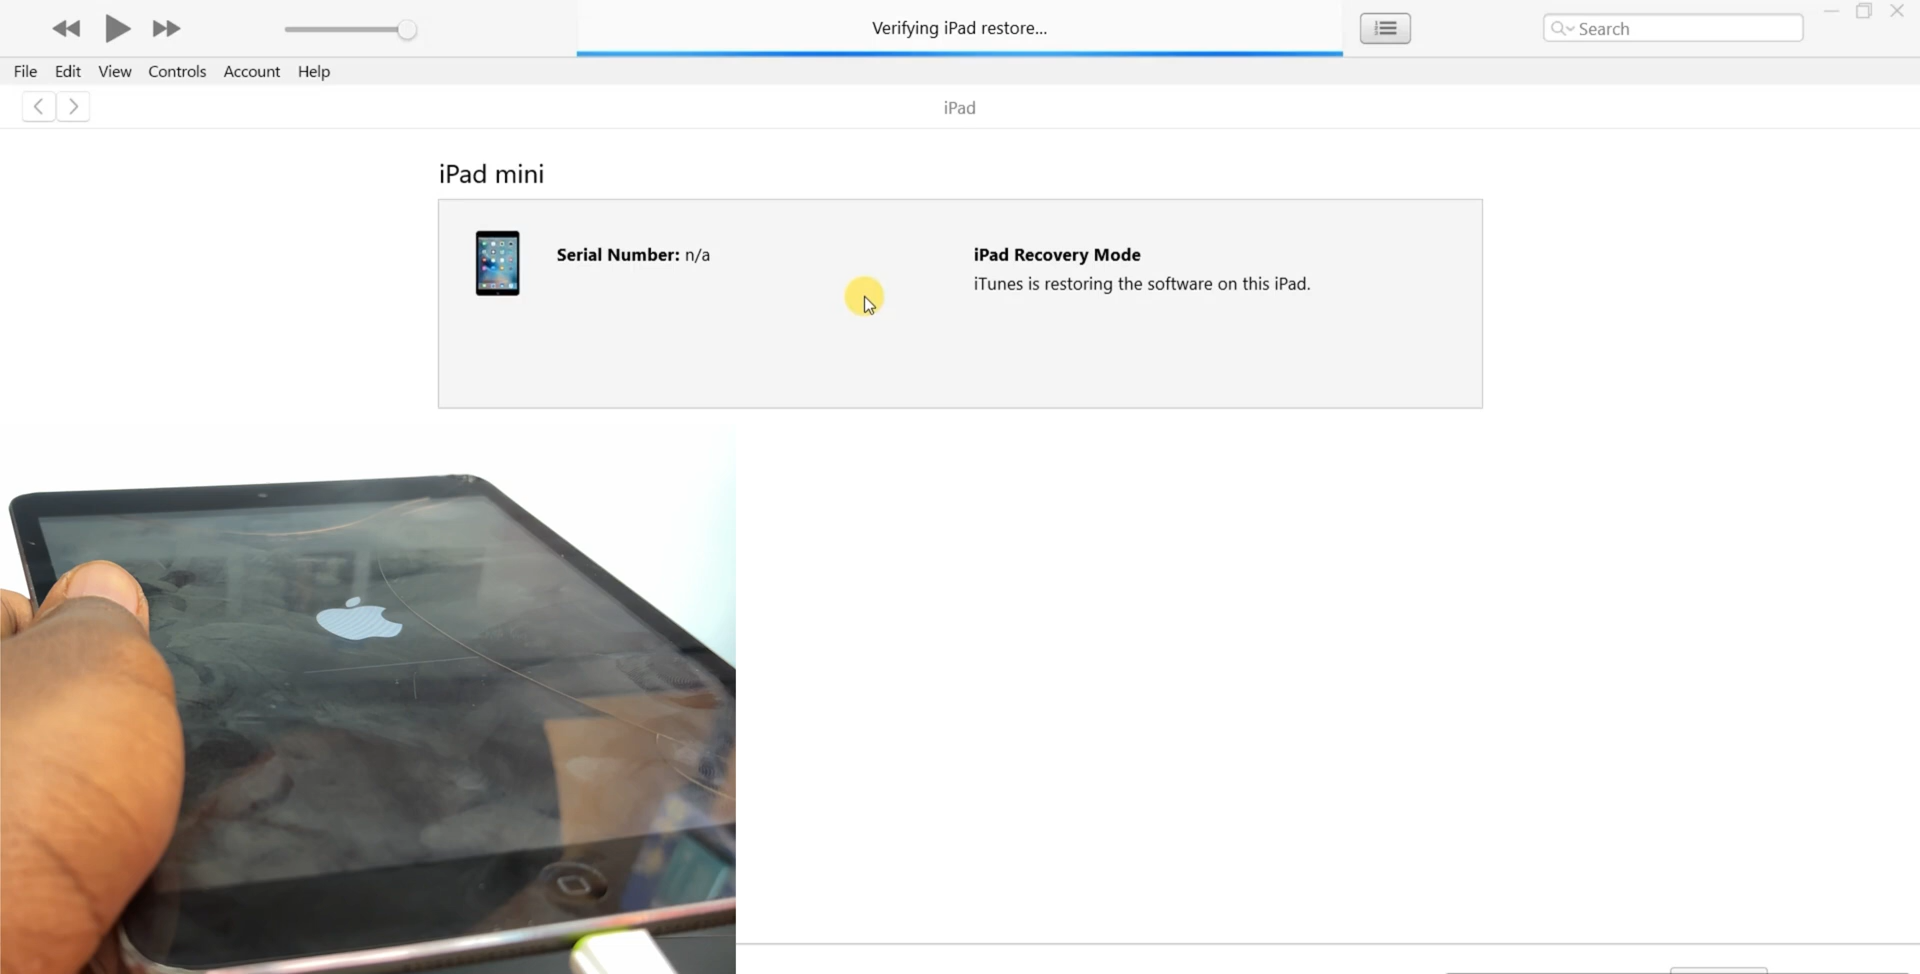 Verifying iPad restore...
Search
File Edit View Controls Account Help
iPad
iPad mini
Serial Number: n/a
iPad Recovery Mode
iTunes is restoring the software on this iPad.